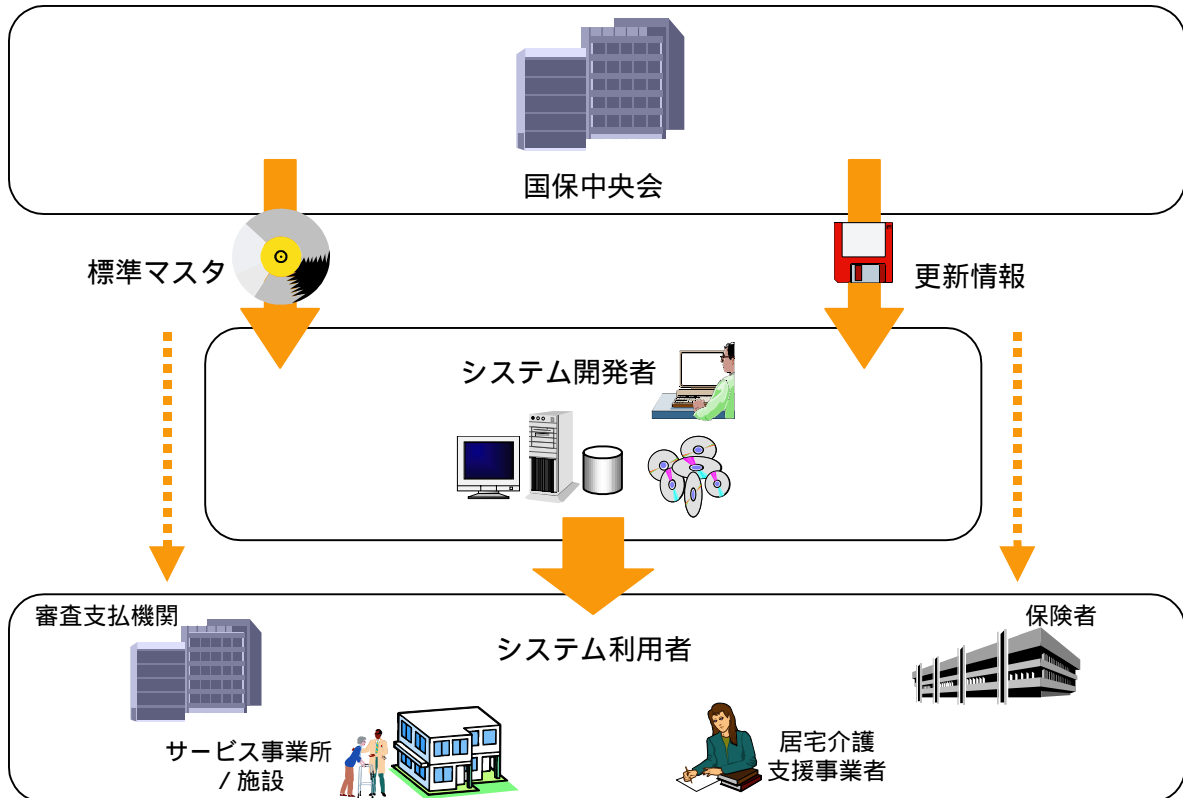 国保中央会
標準マスタ
更新情報
システム開発者
審査支払機関
保険者
システム利用者
サービス事業所
/ 施設
居宅介護
支援事業者